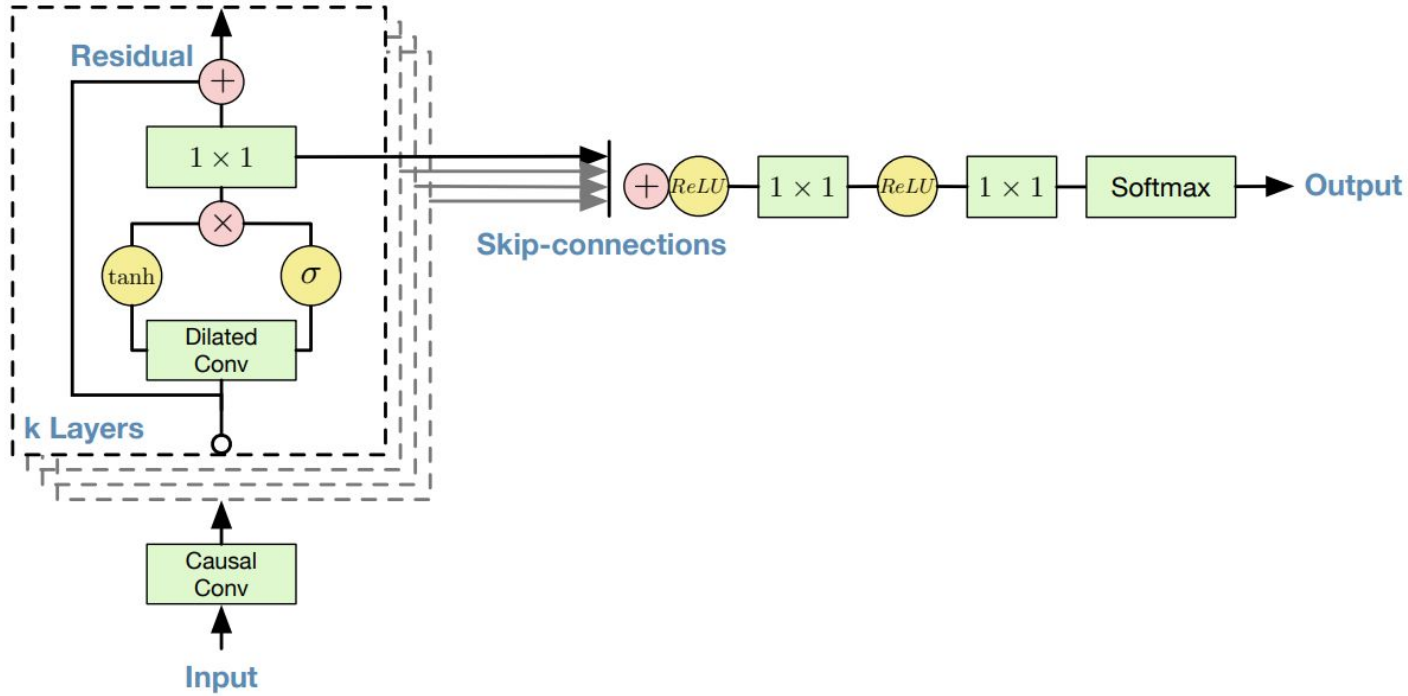 Residual
+
1 × 1
×
tanh
σ
Dilated
Conv
k Layers
Causal
Conv
Input
Skip-connections
+
ReLU
1 × 1
ReLU
1 × 1
Softmax
Output